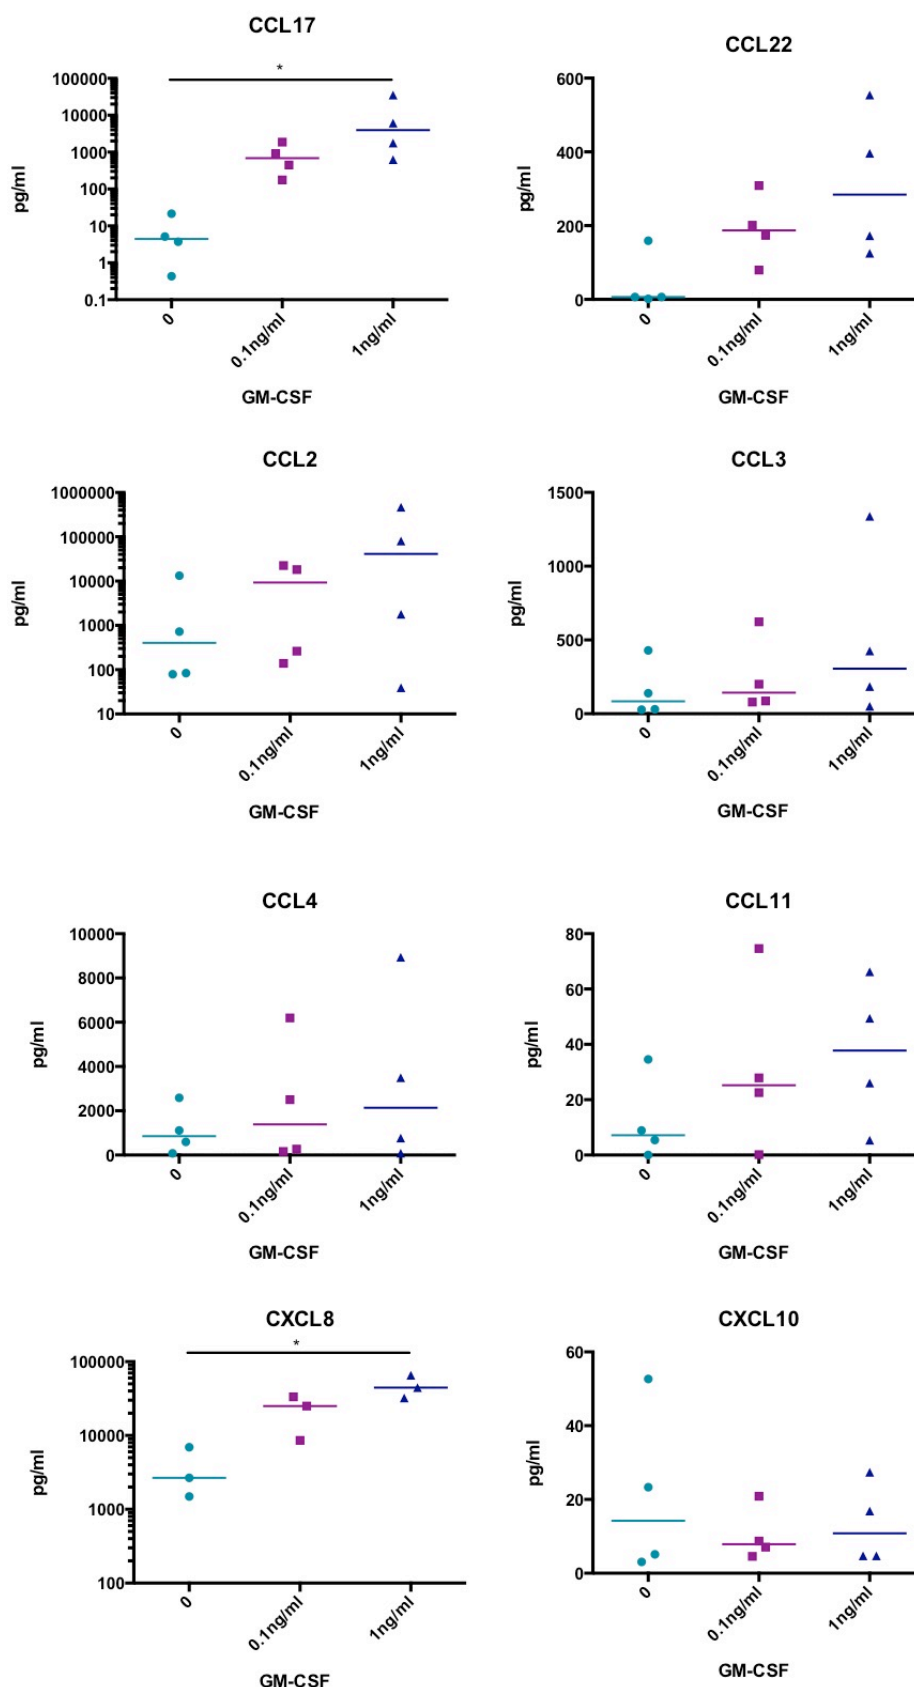 CCL17
*
pg/ml
100000
10000
1000
100
10
1
0.1
0
0.1ng/ml
1ng/ml
GM-CSF
CCL22
pg/ml
600
400
200
0
0
0.1ng/ml
1ng/ml
GM-CSF
CCL2
pg/ml
1000000
100000
10000
1000
100
10
0
0.1ng/ml
1ng/ml
GM-CSF
CCL3
pg/ml
1500
1000
500
0
0
0.1ng/ml
1ng/ml
GM-CSF
CCL4
pg/ml
10000
8000
6000
4000
2000
0
0
0.1ng/ml
1ng/ml
GM-CSF
CCL11
pg/ml
80
60
40
20
0
0
0.1ng/ml
1ng/ml
GM-CSF
CXCL8
*
pg/ml
100000
10000
1000
100
0
0.1ng/ml
1ng/ml
GM-CSF
CXCL10
pg/ml
60
40
20
0
0
0.1ng/ml
1ng/ml
GM-CSF